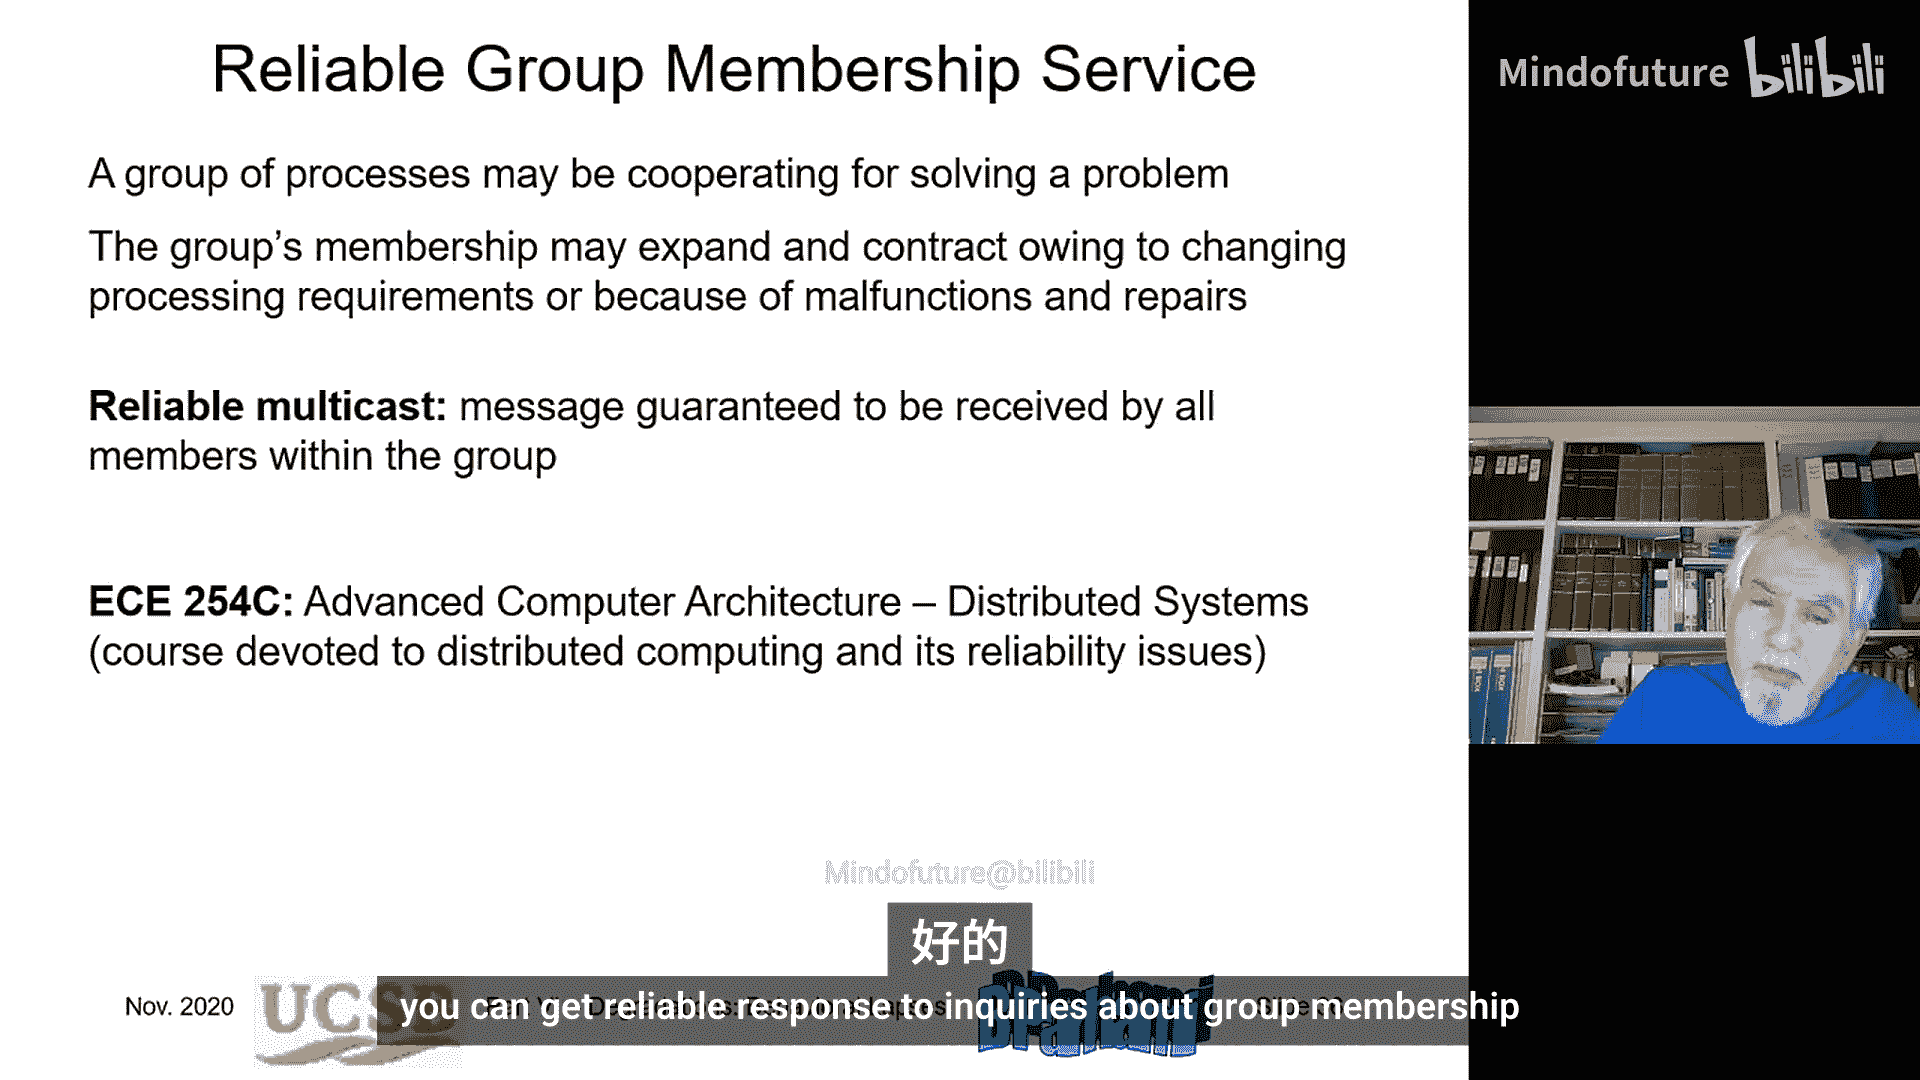 Reliable Group Membership Service
Mindofuture bilibili
A group of processes may be cooperating for solving a problem
The group's membership may expand and contract owing to changing
processing requirements or because of malfunctions and repairs
Reliable multicast: message guaranteed to be received by all
members within the group
ECE 254C: Advanced Computer Architecture – Distributed Systems
(course devoted to distributed computing and its reliability issues)
Mindofuture@bilibili
好的
you can get reliable response to inquiries about group membership
Nov. 2020
UCSB
B. Parhami